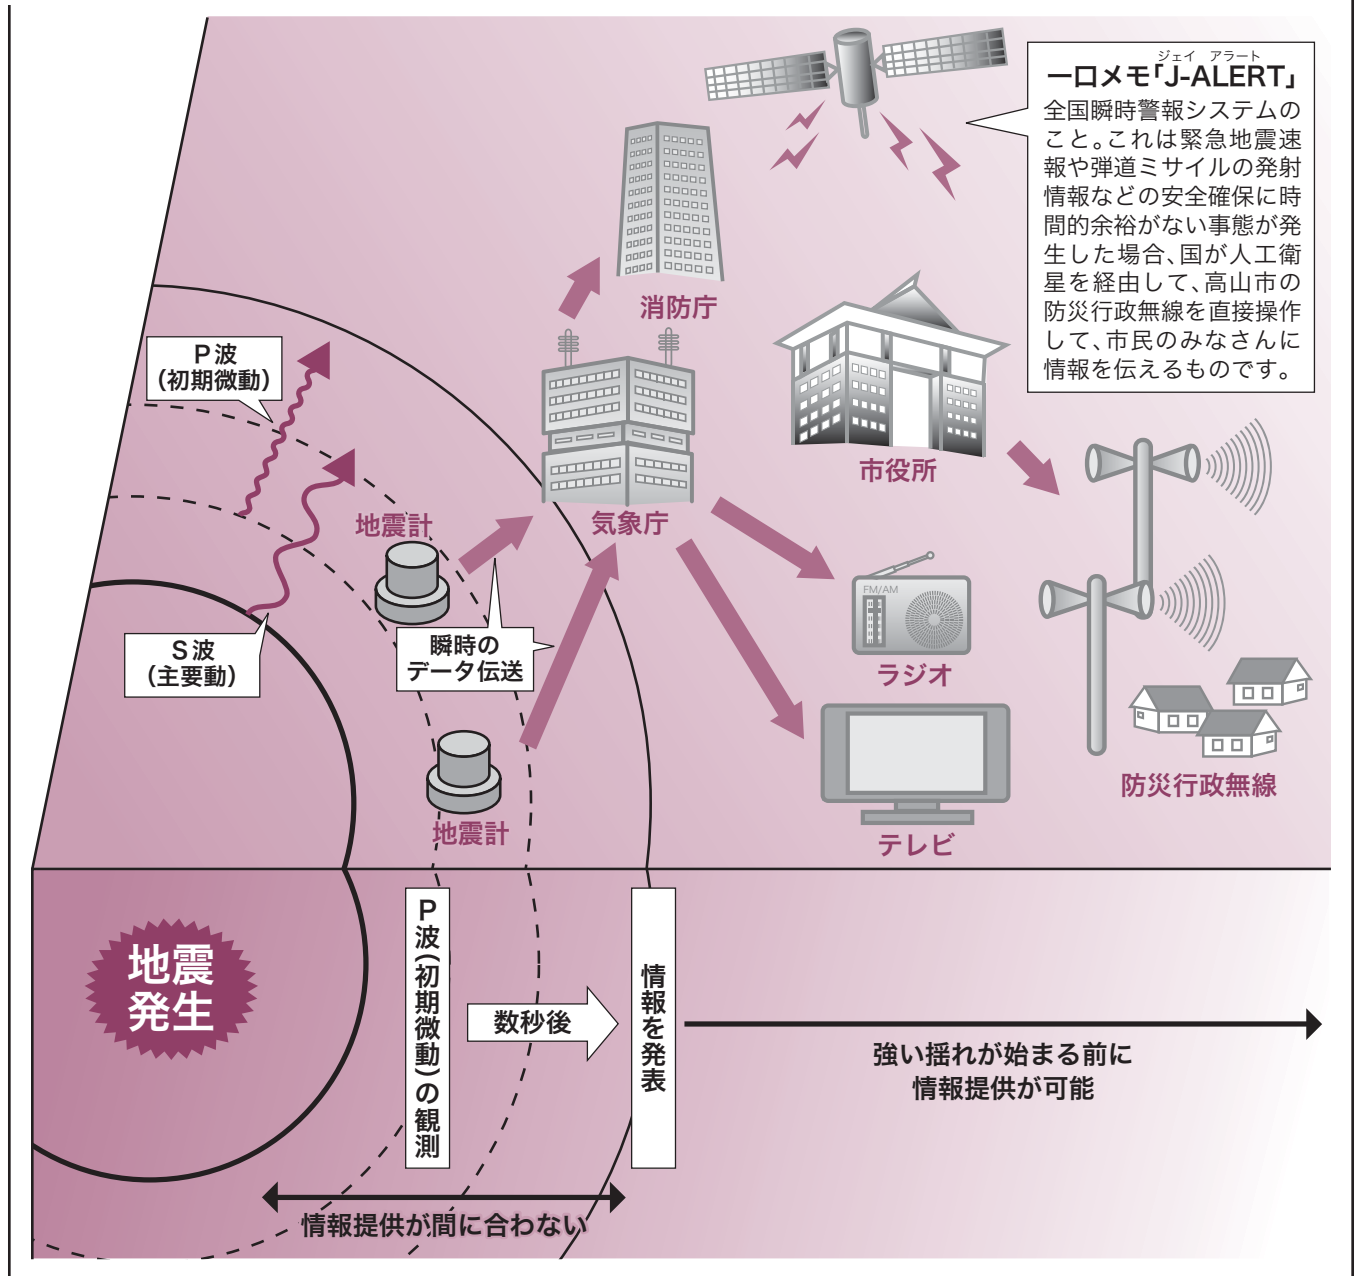 ジェイ アラート
一口メモ「J-ALERT」
全国瞬時警報システムの
こと。これは緊急地震速
報や弾道ミサイルの発射
情報などの安全確保に時
間的余裕がない事態が発
生した場合、国が人工衛
星を経由して、高山市の
防災行政無線を直接操作
して、市民のみなさんに
情報を伝えるものです。
消防庁
P波
(初期微動)
市役所
地震計
気象庁
FM/AM
S波
(主要動)
瞬時の
データ伝送
ラジオ
防災行政無線
地震計
テレビ
地震
発生
P波(初期微動)の観測
数秒後
情報を発表
強い揺れが始まる前に
情報提供が可能
情報提供が間に合わない